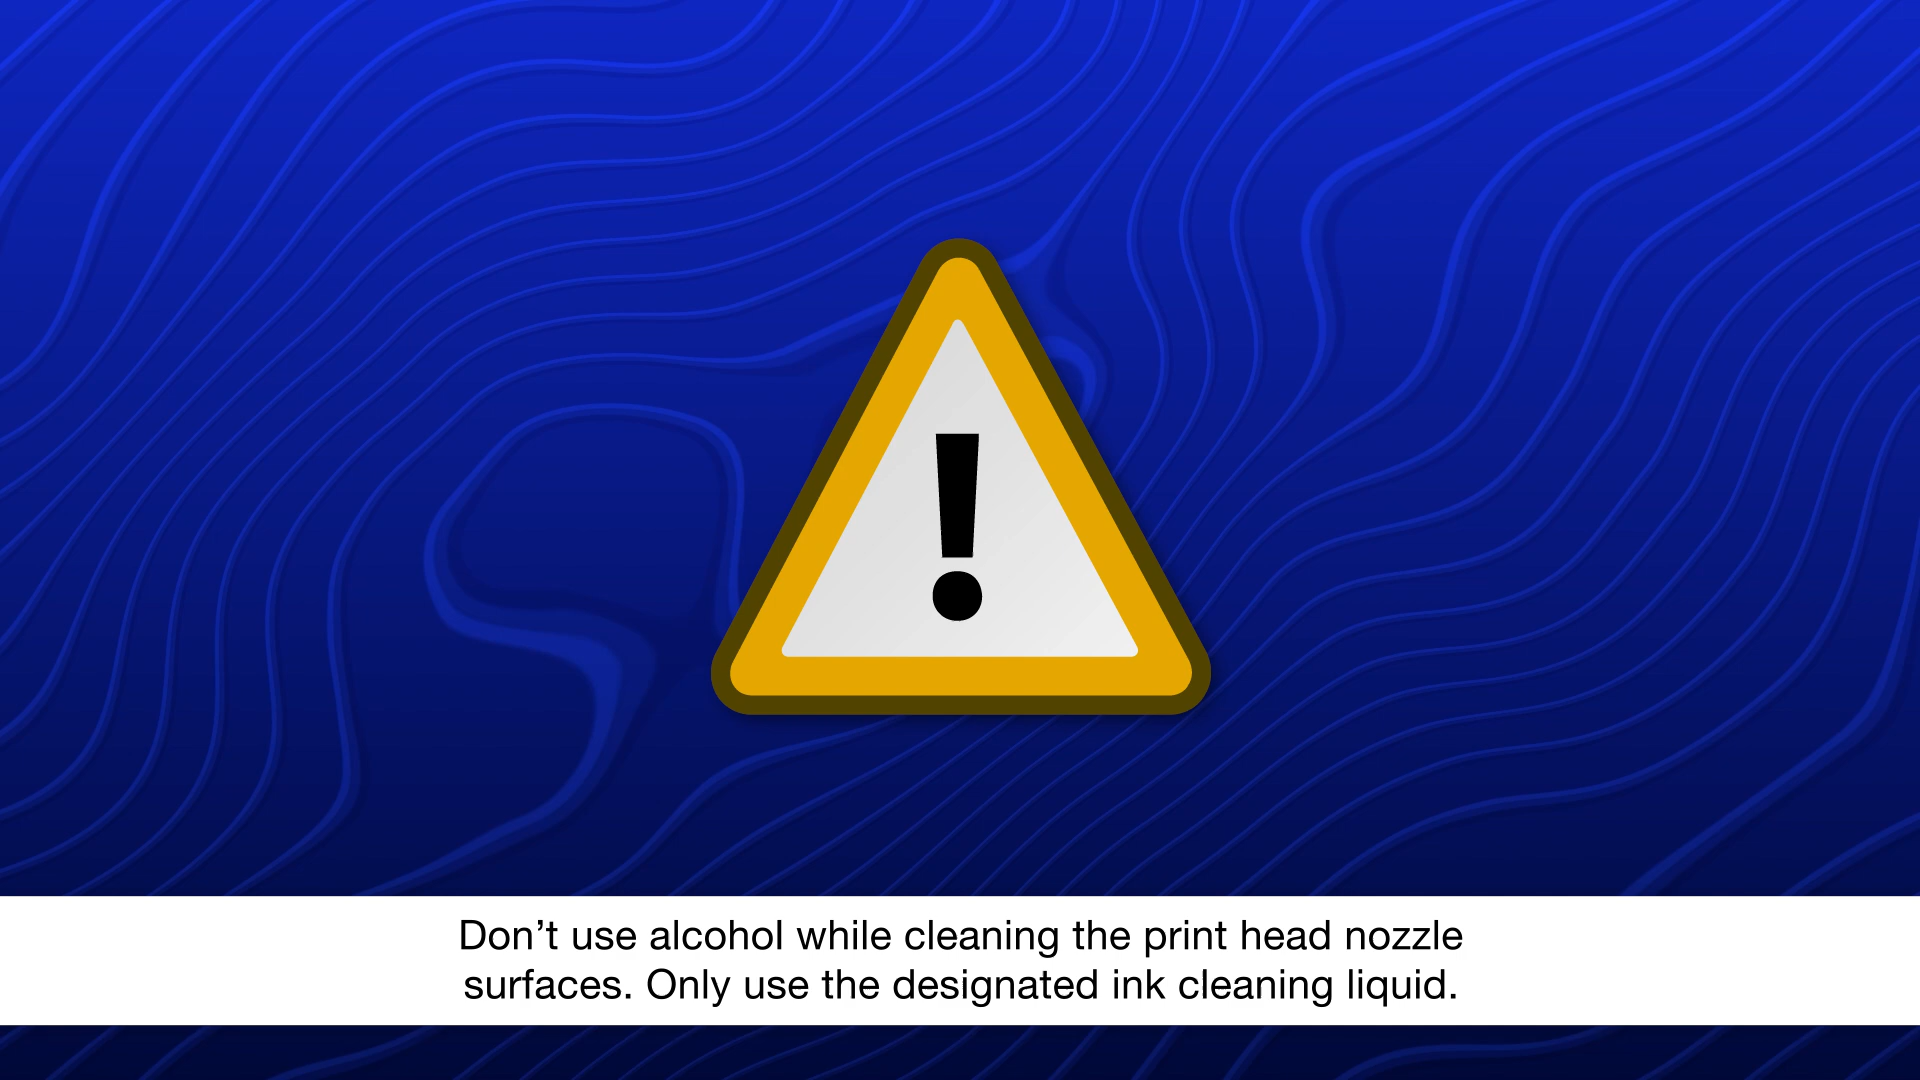 !
Don’t use alcohol while cleaning the print head nozzle
surfaces. Only use the designated ink cleaning liquid.